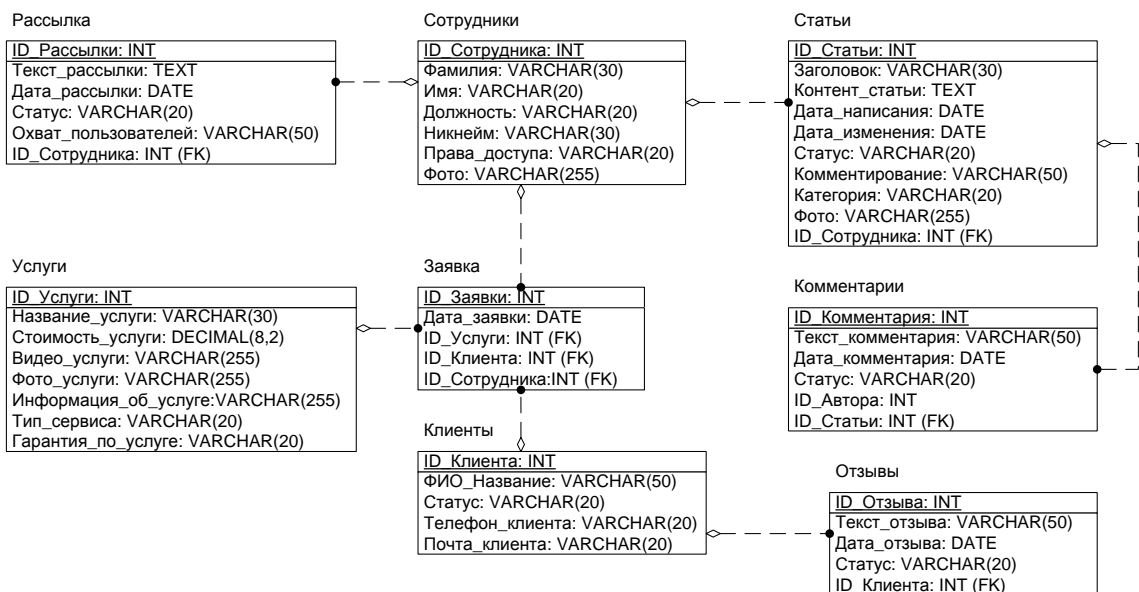 Рассылка
ID_Рассылки: INT
Текст_рассылки: TEXT
Дата_рассылки: DATE
Статус: VARCHAR(20)
Охват_пользователей: VARCHAR(50)
ID_Сотрудника: INT (FK)
Сотрудники
ID_Сотрудника: INT
Фамилия: VARCHAR(30)
Имя: VARCHAR(20)
Должность: VARCHAR(20)
Никнейм: VARCHAR(30)
Права_доступа: VARCHAR(20)
Фото: VARCHAR(255)
Статьи
ID_Статьи: INT
Заголовок: VARCHAR(30)
Контент_статьи: TEXT
Дата_написания: DATE
Дата_изменения: DATE
Статус: VARCHAR(20)
Комментирование: VARCHAR(50)
Категория: VARCHAR(20)
Фото: VARCHAR(255)
ID_Сотрудника: INT (FK)
Услуги
ID_Услуги: INT
Название_услуги: VARCHAR(30)
Стоимость_услуги: DECIMAL(8,2)
Видео_услуги: VARCHAR(255)
Фото_услуги: VARCHAR(255)
Информация_об_услуге:VARCHAR(255)
Тип_сервиса: VARCHAR(20)
Гарантия_по_услуге: VARCHAR(20)
Заявка
ID_Заявки: INT
Дата_заявки: DATE
ID_Услуги: INT (FK)
ID_Клиента: INT (FK)
ID_Сотрудника:INT (FK)
Комментарии
ID_Комментария: INT
Текст_комментария: VARCHAR(50)
Дата_комментария: DATE
Статус: VARCHAR(20)
ID_Автора: INT
ID_Статьи: INT (FK)
Клиенты
ID_Клиента: INT
ФИО_Название: VARCHAR(50)
Статус: VARCHAR(20)
Телефон_клиента: VARCHAR(20)
Почта_клиента: VARCHAR(20)
Отзывы
ID_Отзыва: INT
Текст_отзыва: VARCHAR(50)
Дата_отзыва: DATE
Статус: VARCHAR(20)
ID_Клиента: INT (FK)